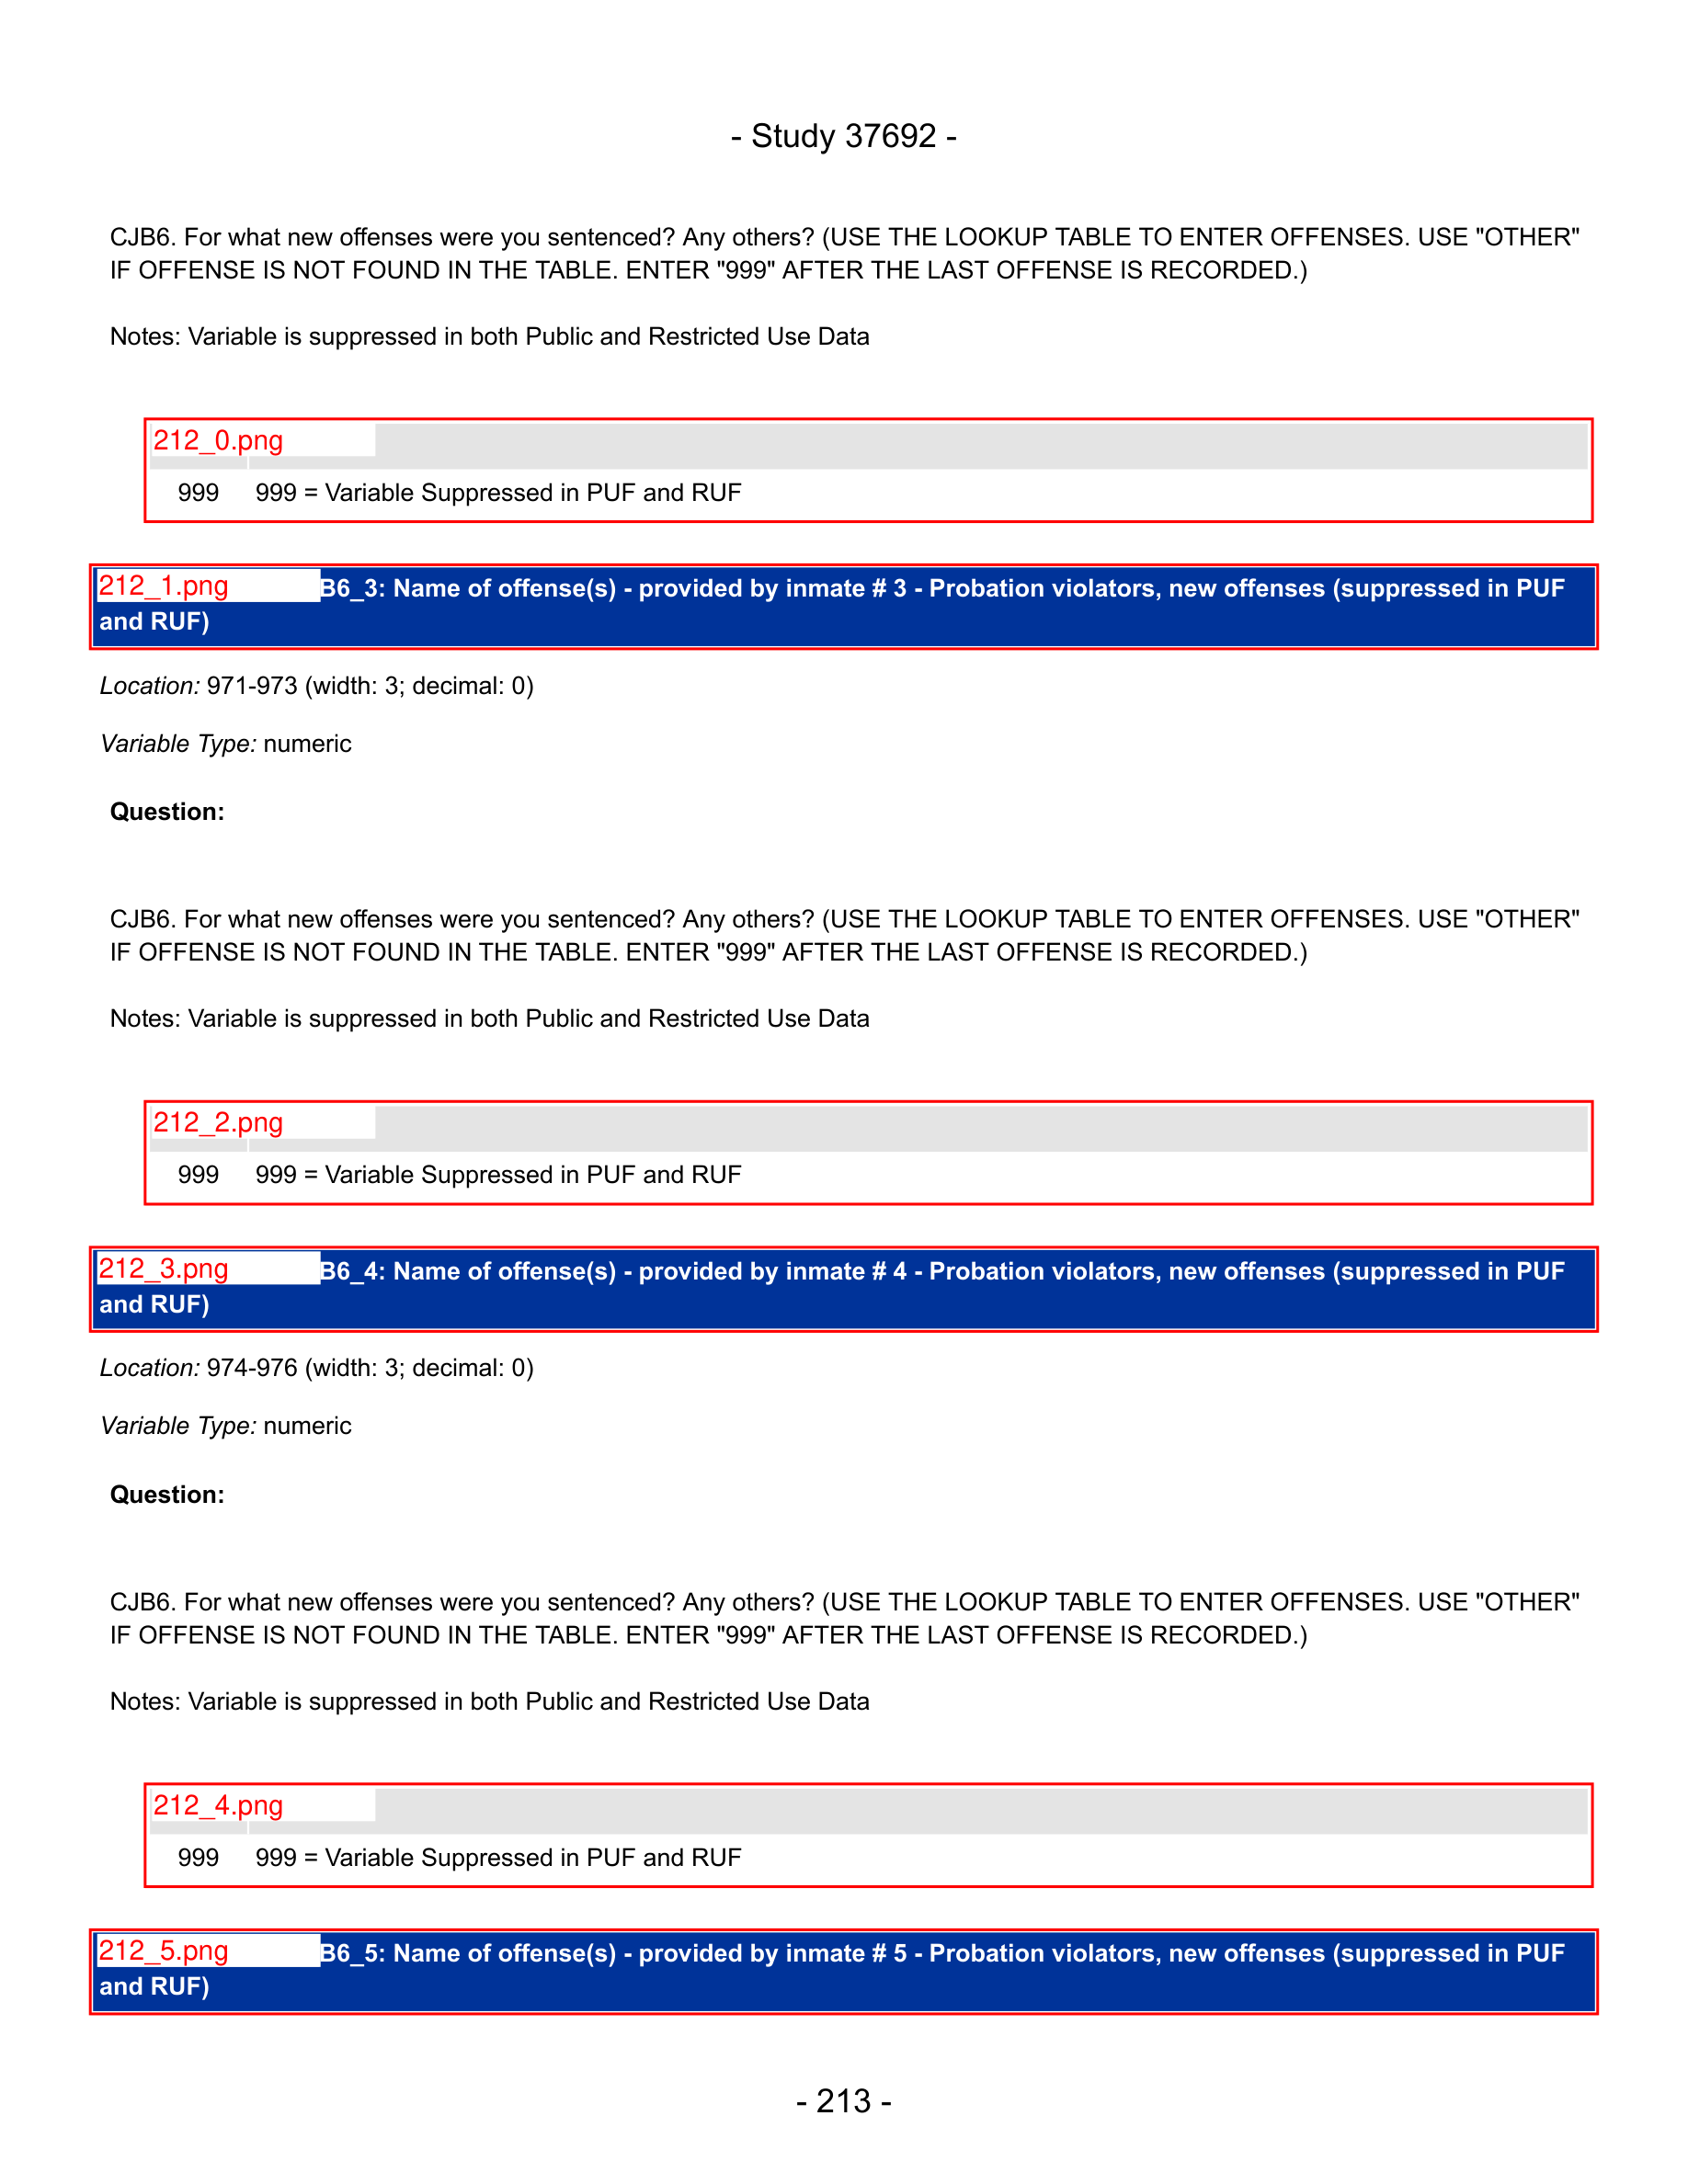 - Study 37692 -
CJB6. For what new offenses were you sentenced? Any others? (USE THE LOOKUP TABLE TO ENTER OFFENSES. USE "OTHER"
IF OFFENSE IS NOT FOUND IN THE TABLE. ENTER "999" AFTER THE LAST OFFENSE IS RECORDED.)
Notes: Variable is suppressed in both Public and Restricted Use Data
212_0.png
999 999 = Variable Suppressed in PUF and RUF
212_1.png B6_3: Name of offense(s) - provided by inmate # 3 - Probation violators, new offenses (suppressed in PUF
and RUF)
Location: 971-973 (width: 3; decimal: 0)
Variable Type: numeric
Question:
CJB6. For what new offenses were you sentenced? Any others? (USE THE LOOKUP TABLE TO ENTER OFFENSES. USE "OTHER"
IF OFFENSE IS NOT FOUND IN THE TABLE. ENTER "999" AFTER THE LAST OFFENSE IS RECORDED.)
Notes: Variable is suppressed in both Public and Restricted Use Data
212_2.png
999 999 = Variable Suppressed in PUF and RUF
212_3.png B6_4: Name of offense(s) - provided by inmate # 4 - Probation violators, new offenses (suppressed in PUF
and RUF)
Location: 974-976 (width: 3; decimal: 0)
Variable Type: numeric
Question:
CJB6. For what new offenses were you sentenced? Any others? (USE THE LOOKUP TABLE TO ENTER OFFENSES. USE "OTHER"
IF OFFENSE IS NOT FOUND IN THE TABLE. ENTER "999" AFTER THE LAST OFFENSE IS RECORDED.)
Notes: Variable is suppressed in both Public and Restricted Use Data
212_4.png
999 999 = Variable Suppressed in PUF and RUF
212_5.png B6_5: Name of offense(s) - provided by inmate # 5 - Probation violators, new offenses (suppressed in PUF
and RUF)
- 213 -